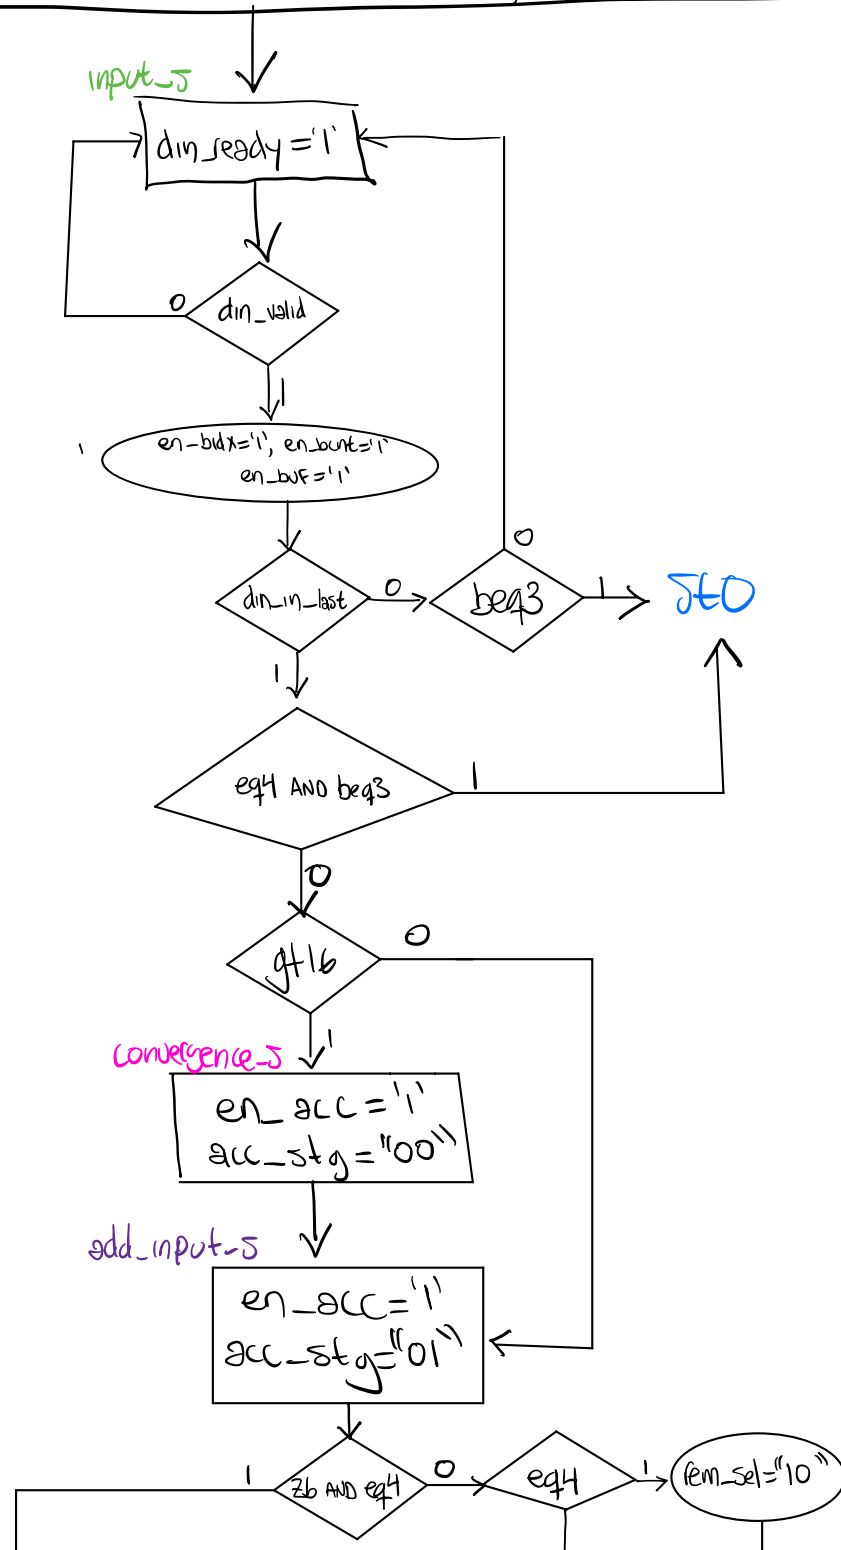 input_s
din_ready='1'
din_valid
0
1
en_bidx='1', en_bcnt='1'
en_buf='1'
din_in_last
0
beq3
0
1
st0
1
eq4 AND beq3
1
0
gt16
0
1
convergence_s
en_acc='1'
acc_stg="00"
add_input_s
en_acc='1'
acc_stg="01"
zb AND eq4
1
0
eq4
1
rem_sel="10"